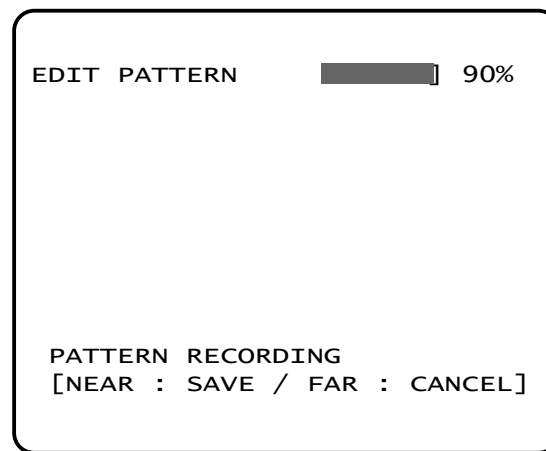 EDIT PATTERN ] 90%
PATTERN RECORDING
[NEAR : SAVE / FAR : CANCEL]